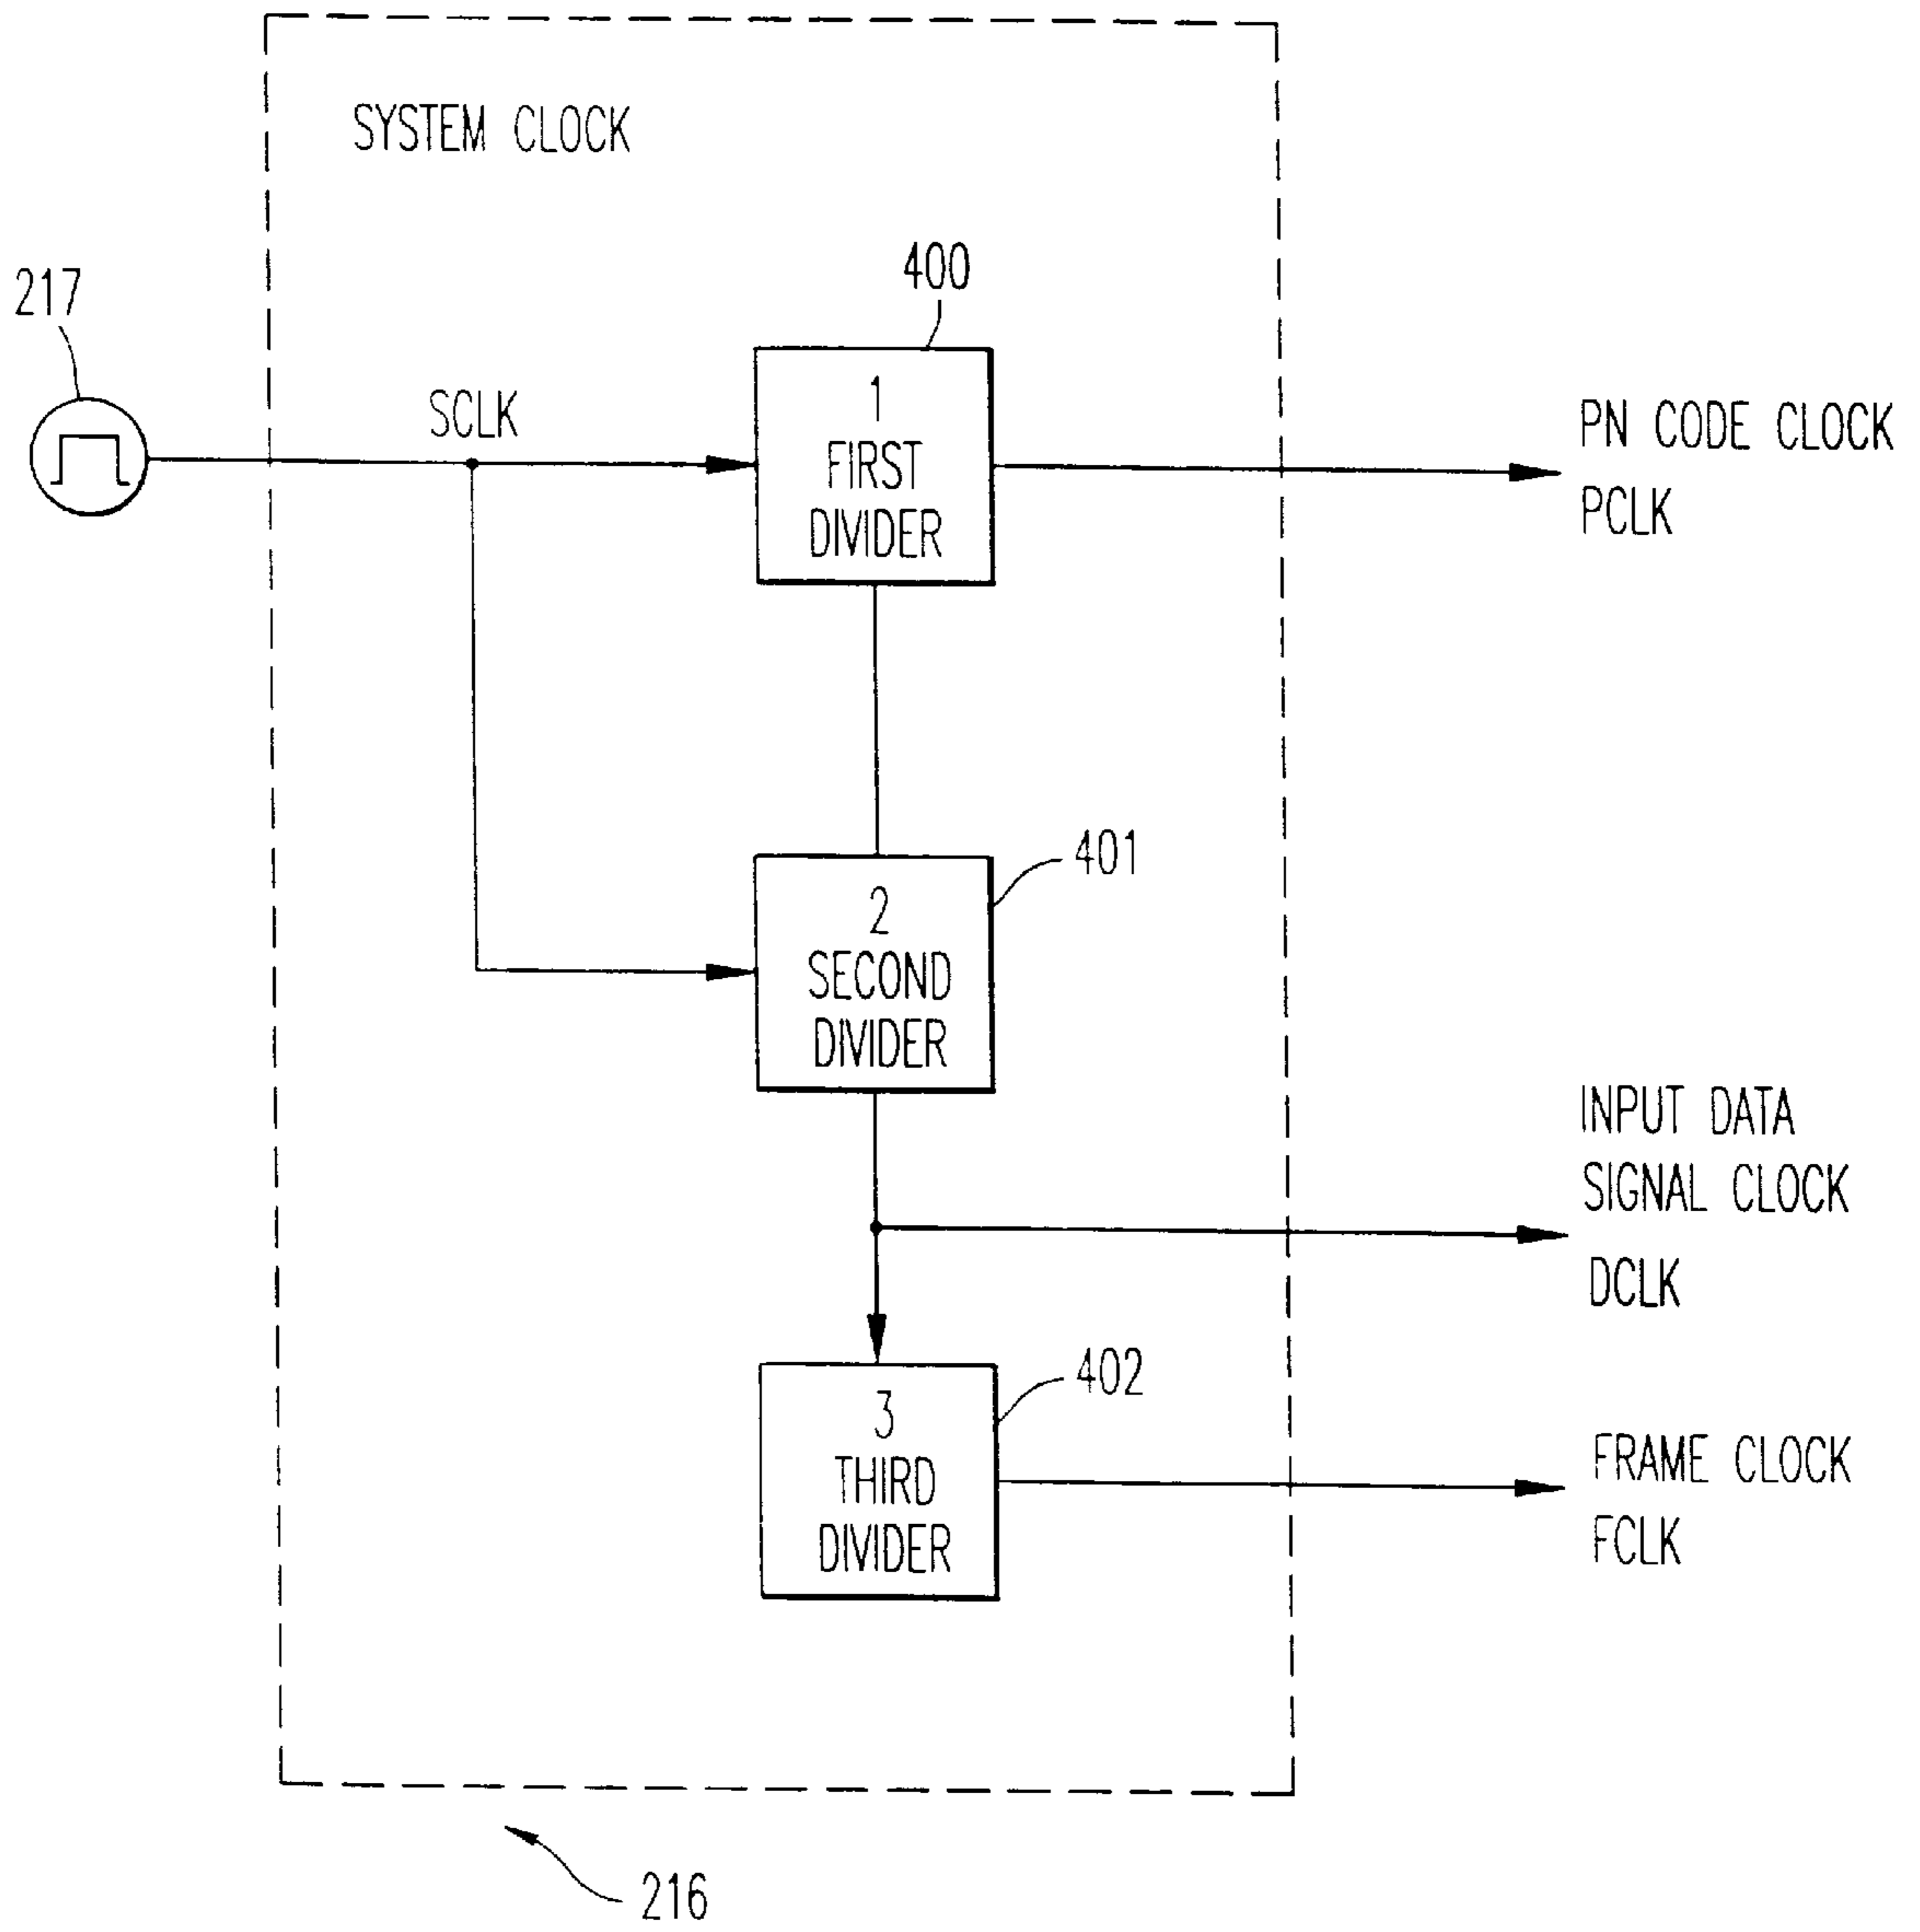 SYSTEM CLOCK
400
217
SCLK
1
FIRST
DIVIDER
PN CODE CLOCK
PCLK
401
2
SECOND
DIVIDER
INPUT DATA
SIGNAL CLOCK
DCLK
402
3
THIRD
DIVIDER
FRAME CLOCK
FCLK
216